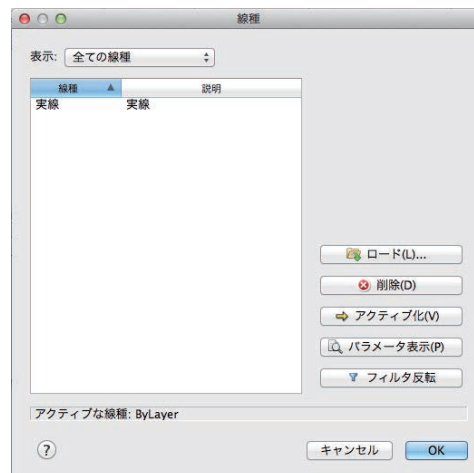 線種
表示: 全ての線種
線種 説明
実線 実線
ロード(L)...
削除(D)
アクティブ化(V)
パラメータ表示(P)
フィルタ反転
アクティブな線種: ByLayer
? キャンセル OK